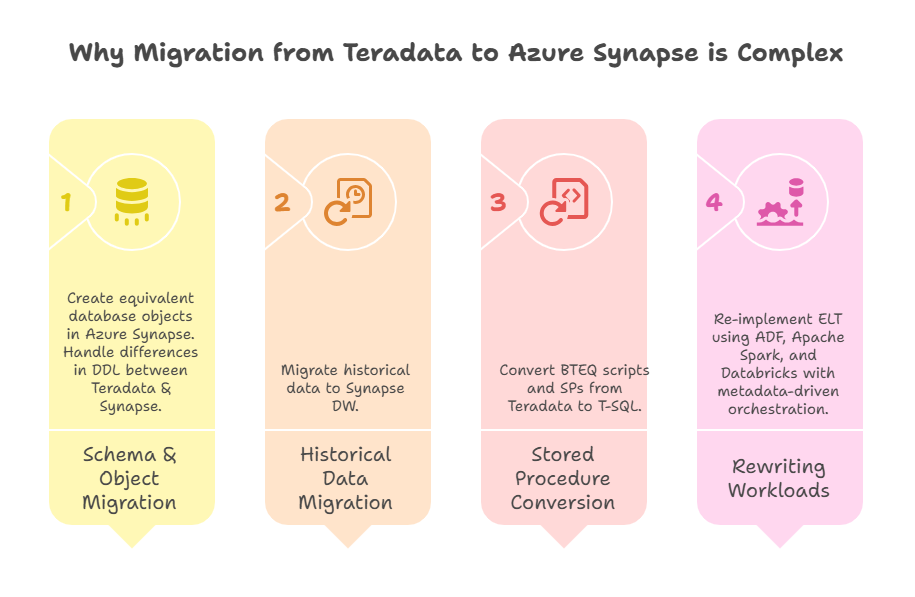 Why Migration from Teradata to Azure Synapse is Complex
1
Create equivalent
database objects
in Azure Synapse.
Handle differences
in DDL between
Teradata &
Synapse.
Schema &
Object
Migration
2
Migrate historical
data to Synapse
DW.
Historical
Data
Migration
3
Convert BTEQ scripts
and SPs from
Teradata to T-SQL.
Stored
Procedure
Conversion
4
Re-implement ELT
using ADF, Apache
Spark, and
Databricks with
metadata-driven
orchestration.
Rewriting
Workloads